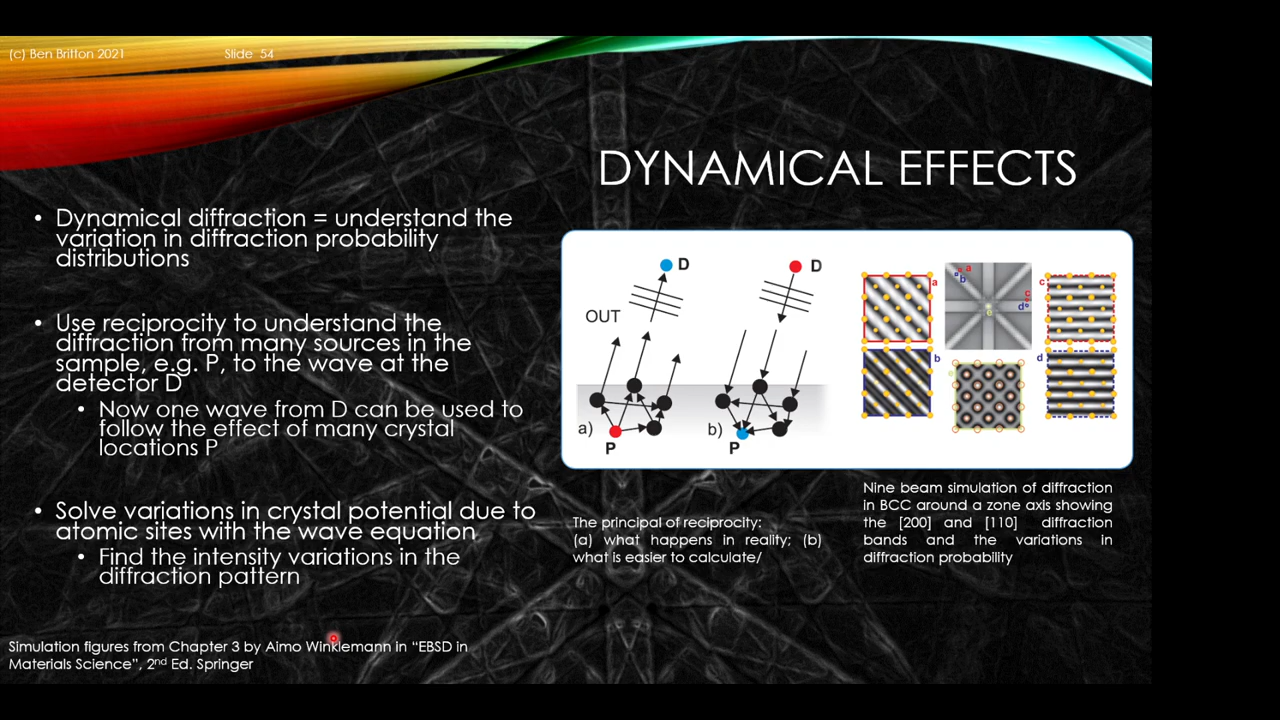 (c) Ben Britton 2021
Slide 54
DYNAMICAL EFFECTS
• Dynamical diffraction = understand the
variation in diffraction probability
distributions
• Use reciprocity to understand the
diffraction from many sources in the
sample, e.g. P, to the wave at the
detector D
• Now one wave from D can be used to
follow the effect of many crystal
locations P
• Solve variations in crystal potential due to
atomic sites with the wave equation
• Find the intensity variations in the
diffraction pattern
Simulation figures from Chapter 3 by Aimo Winklemann in “EBSD in
Materials Science”, 2nd Ed. Springer
D
OUT
a)
P
D
b)
P
a
b
a
b
c
d
e
c
d
The principal of reciprocity:
(a) what happens in reality; (b)
what is easier to calculate/
Nine beam simulation of diffraction
in BCC around a zone axis showing
the [200] and [110] diffraction
bands and the variations in
diffraction probability